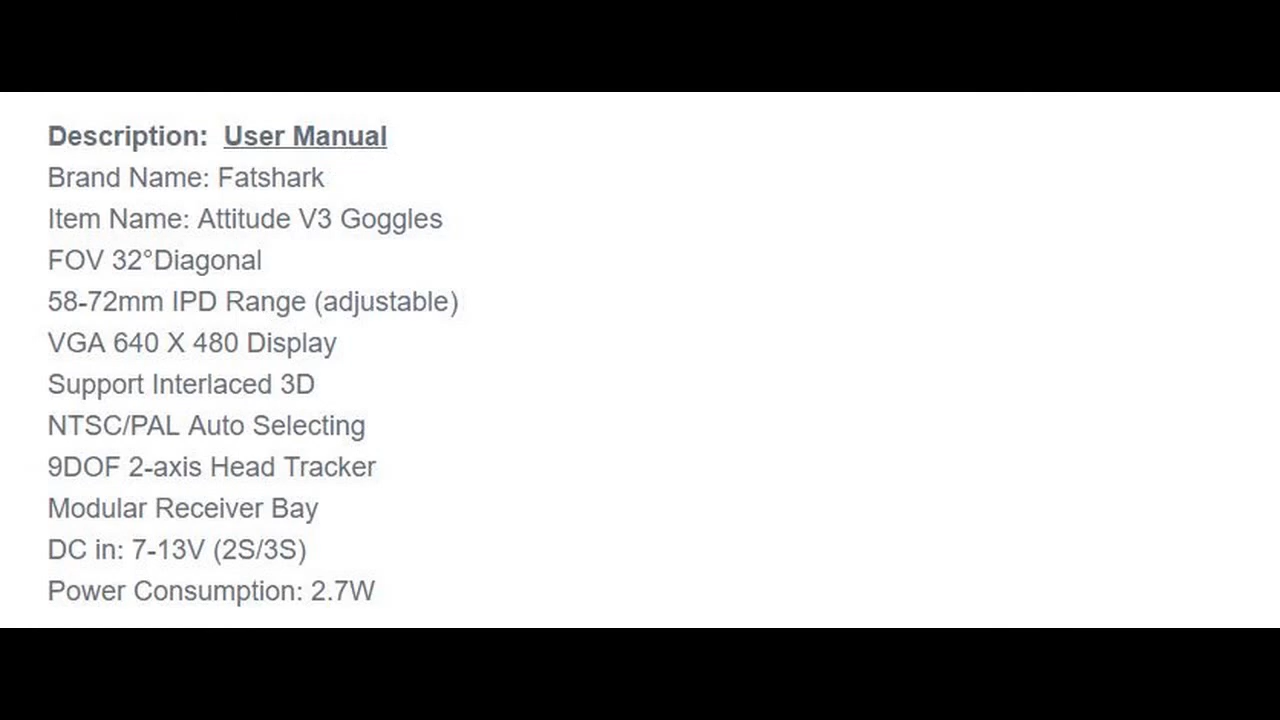 Description: User Manual
Brand Name: Fatshark
Item Name: Attitude V3 Goggles
FOV 32°Diagonal
58-72mm IPD Range (adjustable)
VGA 640 X 480 Display
Support Interlaced 3D
NTSC/PAL Auto Selecting
9DOF 2-axis Head Tracker
Modular Receiver Bay
DC in: 7-13V (2S/3S)
Power Consumption: 2.7W